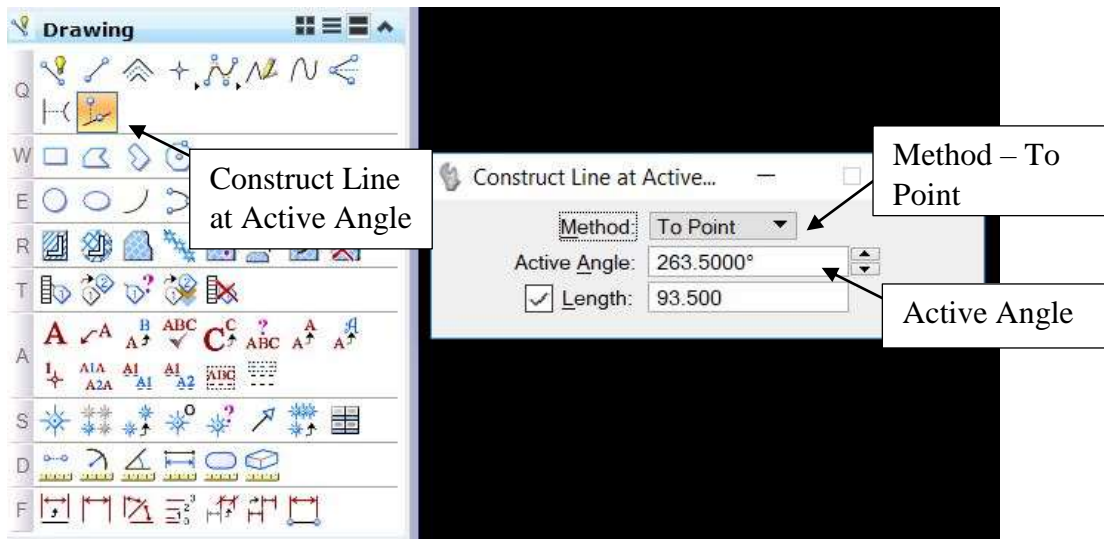 Drawing
Q
W
E
R
T
A
S
D
F
Construct Line
at Active Angle
Construct Line at Active...
Method: To Point
Active Angle: 263.5000°
Length: 93.500
Method – To
Point
Active Angle